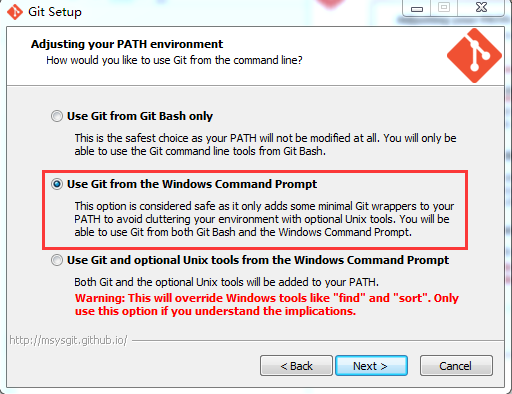 Git Setup
Adjusting your PATH environment
How would you like to use Git from the command line?
Use Git from Git Bash only
This is the safest choice as your PATH will not be modified at all. You will only be
able to use the Git command line tools from Git Bash.
Use Git from the Windows Command Prompt
This option is considered safe as it only adds some minimal Git wrappers to your
PATH to avoid cluttering your environment with optional Unix tools. You will be
able to use Git from both Git Bash and the Windows Command Prompt.
Use Git and optional Unix tools from the Windows Command Prompt
Both Git and the optional Unix tools will be added to your PATH.
Warning: This will override Windows tools like "find" and "sort". Only
use this option if you understand the implications.
http://msysgit.github.io/
< Back
Next >
Cancel